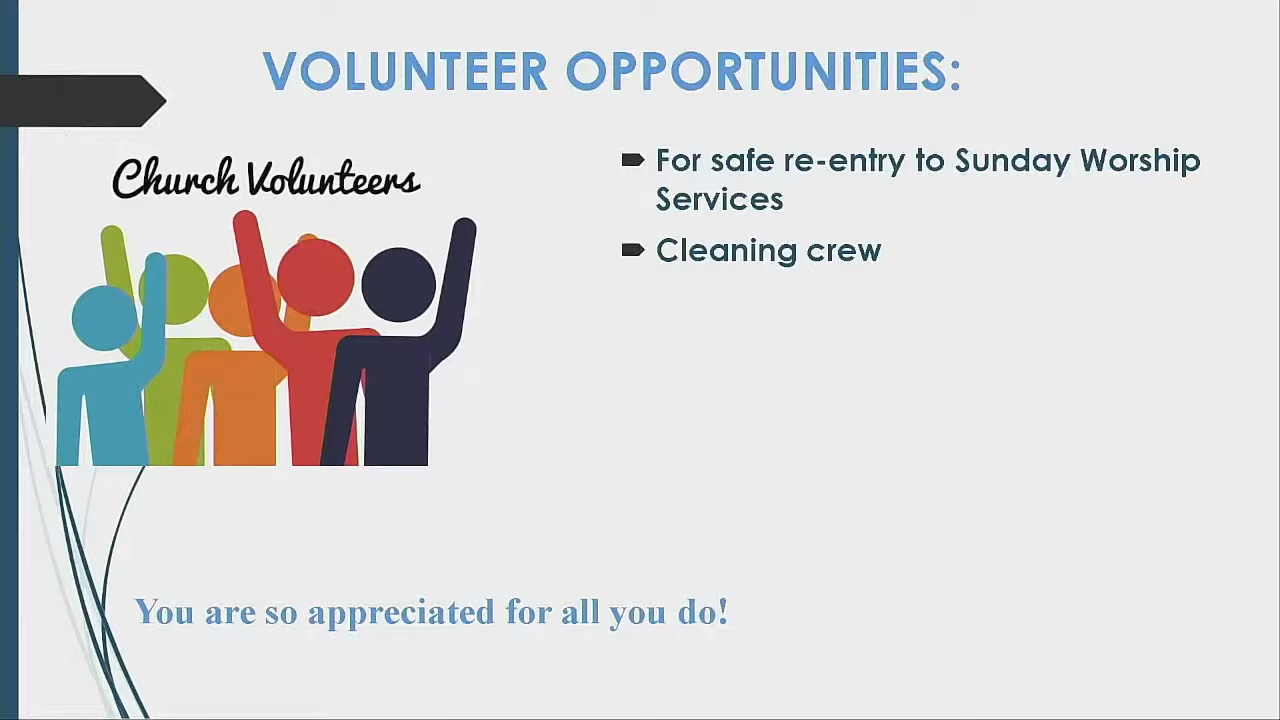 VOLUNTEER OPPORTUNITIES:
Church Volunteers
For safe re-entry to Sunday Worship
Services
Cleaning crew
You are so appreciated for all you do!